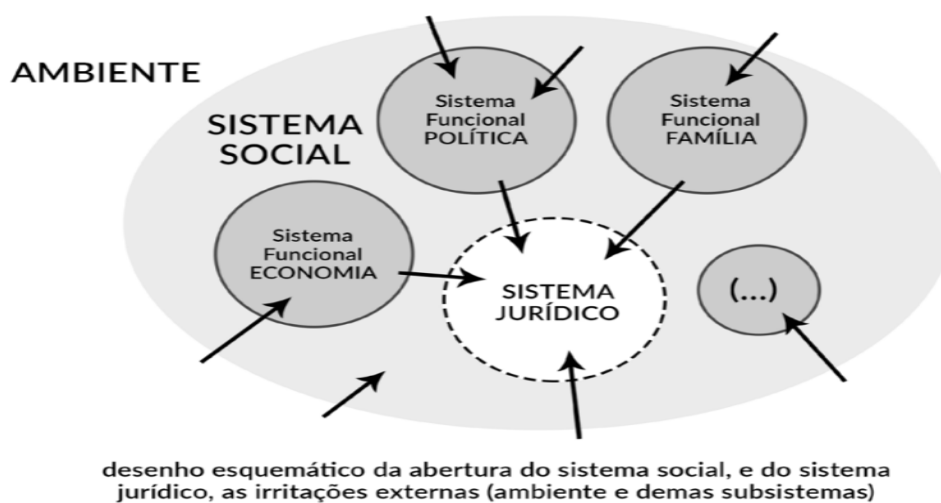 AMBIENTE
SISTEMA
SOCIAL
Sistema
Funcional
POLÍTICA
Sistema
Funcional
FAMÍLIA
Sistema
Funcional
ECONOMIA
SISTEMA
JURÍDICO
(...)
desenho esquemático da abertura do sistema social, e do sistema
jurídico, as irritações externas (ambiente e demas subsistemas)